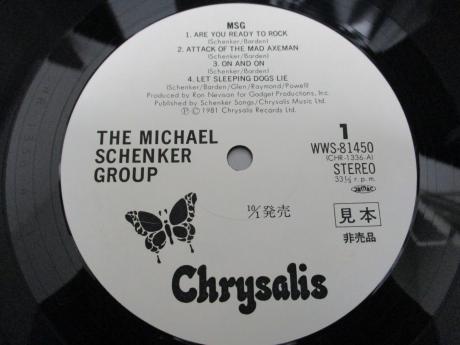 MSG
1. ARE YOU READY TO ROCK
(Schenker/Barden)
2. ATTACK OF THE MAD AXEMAN
(Schenker/Barden)
3. ON AND ON
(Schenker/Barden)
4. LET SLEEPING DOGS LIE
(Schenker/Barden/Glen/Raymond/Powell)
Produced by Ron Nevison for Gadget Productions, Inc.
Published by Schenker Songs/Chrysalis Music Ltd.
Ⓟ © 1981 Chrysalis Records Ltd.
THE MICHAEL
SCHENKER
GROUP
1
WWS-81450
(CHR-1336-A)
STEREO
33⅓ r.p.m.
10/1発売
見本
非売品
Chrysalis